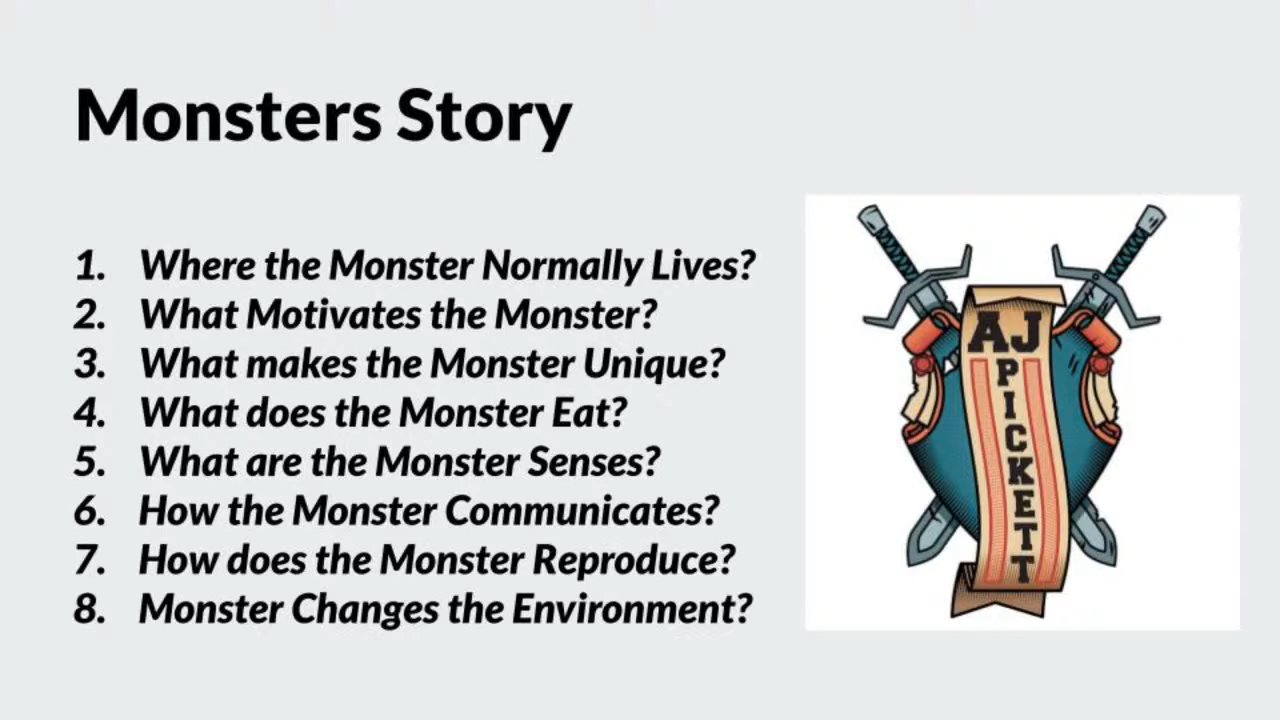 Monsters Story
1. Where the Monster Normally Lives?
2. What Motivates the Monster?
3. What makes the Monster Unique?
4. What does the Monster Eat?
5. What are the Monster Senses?
6. How the Monster Communicates?
7. How does the Monster Reproduce?
8. Monster Changes the Environment?
AJ
PICKETT